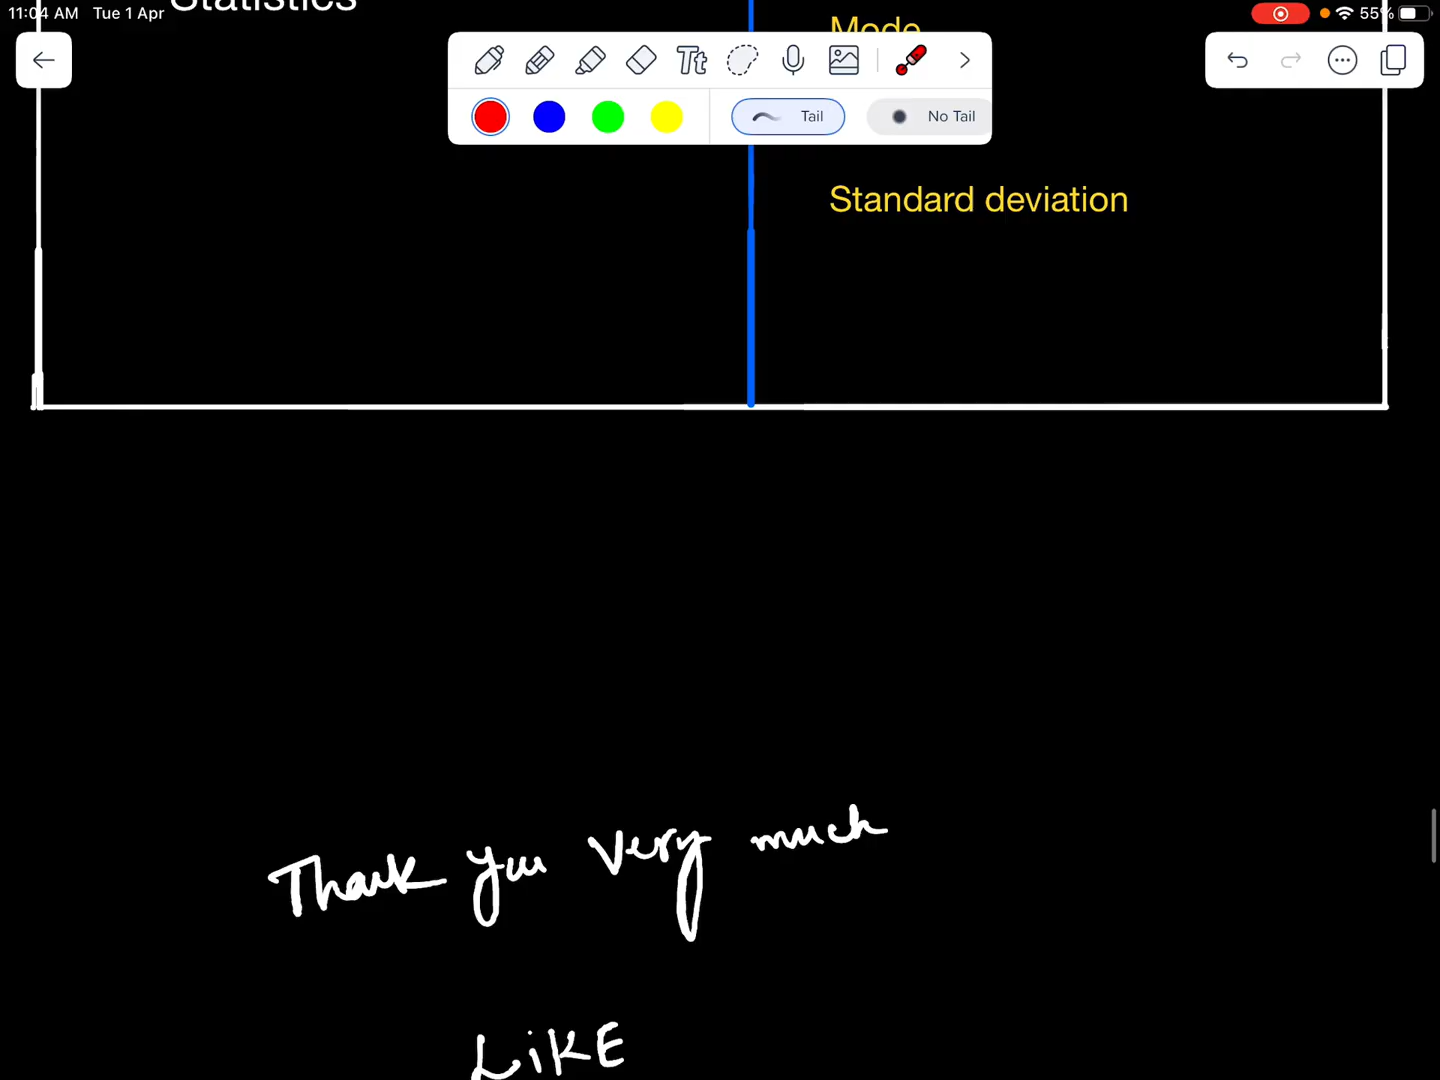 11:04 AM Tue 1 Apr
55%
Statistics
Mode
Tt
Tail
No Tail
Standard deviation
Thank you very much
LiKE